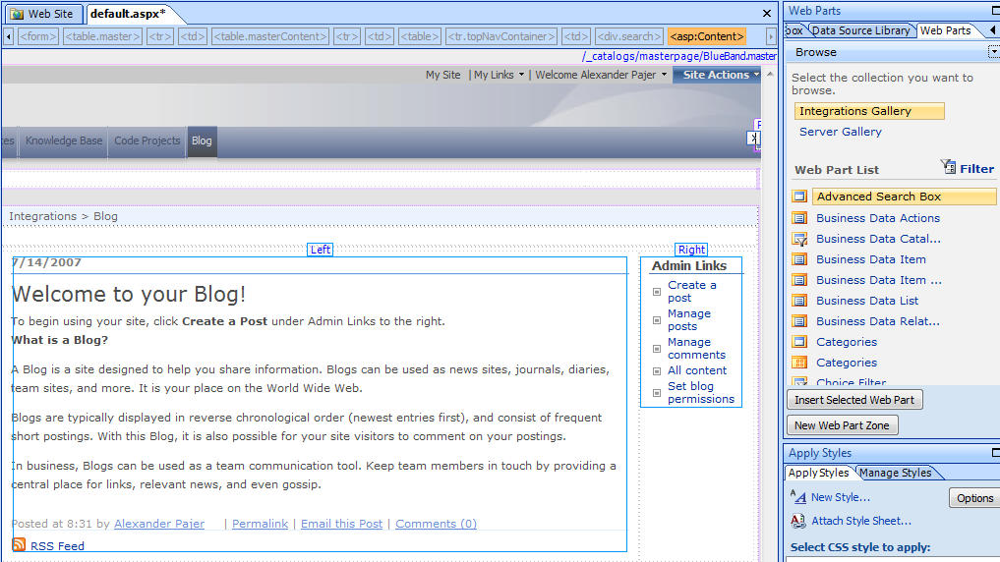 Web Site
default.aspx*
<form> <table.master> <tr> <td> <table.masterContent> <tr> <td> <table> <tr.topNavContainer> <td> <div.search> <asp:Content>
/_catalogs/masterpage/BlueBand.master
My Site | My Links | Welcome Alexander Pajer Site Actions
Knowledge Base Code Projects Blog
Integrations > Blog
Left
7/14/2007
Welcome to your Blog!
To begin using your site, click Create a Post under Admin Links to the right.
What is a Blog?
A Blog is a site designed to help you share information. Blogs can be used as news sites, journals, diaries,
team sites, and more. It is your place on the World Wide Web.
Blogs are typically displayed in reverse chronological order (newest entries first), and consist of frequent
short postings. With this Blog, it is also possible for your site visitors to comment on your postings.
In business, Blogs can be used as a team communication tool. Keep team members in touch by providing a
central place for links, relevant news, and even gossip.
Posted at 8:31 by Alexander Pajer | Permalink | Email this Post | Comments (0)
RSS Feed
Right
Admin Links
Create a
post
Manage
posts
Manage
comments
All content
Set blog
permissions
Web Parts
Data Source Library Web Parts
Browse
Select the collection you want to
browse.
Integrations Gallery
Server Gallery
Web Part List Filter
Advanced Search Box
Business Data Actions
Business Data Catal...
Business Data Item
Business Data Item ...
Business Data List
Business Data Relat...
Categories
Categories
Choice Filter
Insert Selected Web Part
New Web Part Zone
Apply Styles
Apply Styles Manage Styles
New Style... Options
Attach Style Sheet...
Select CSS style to apply: